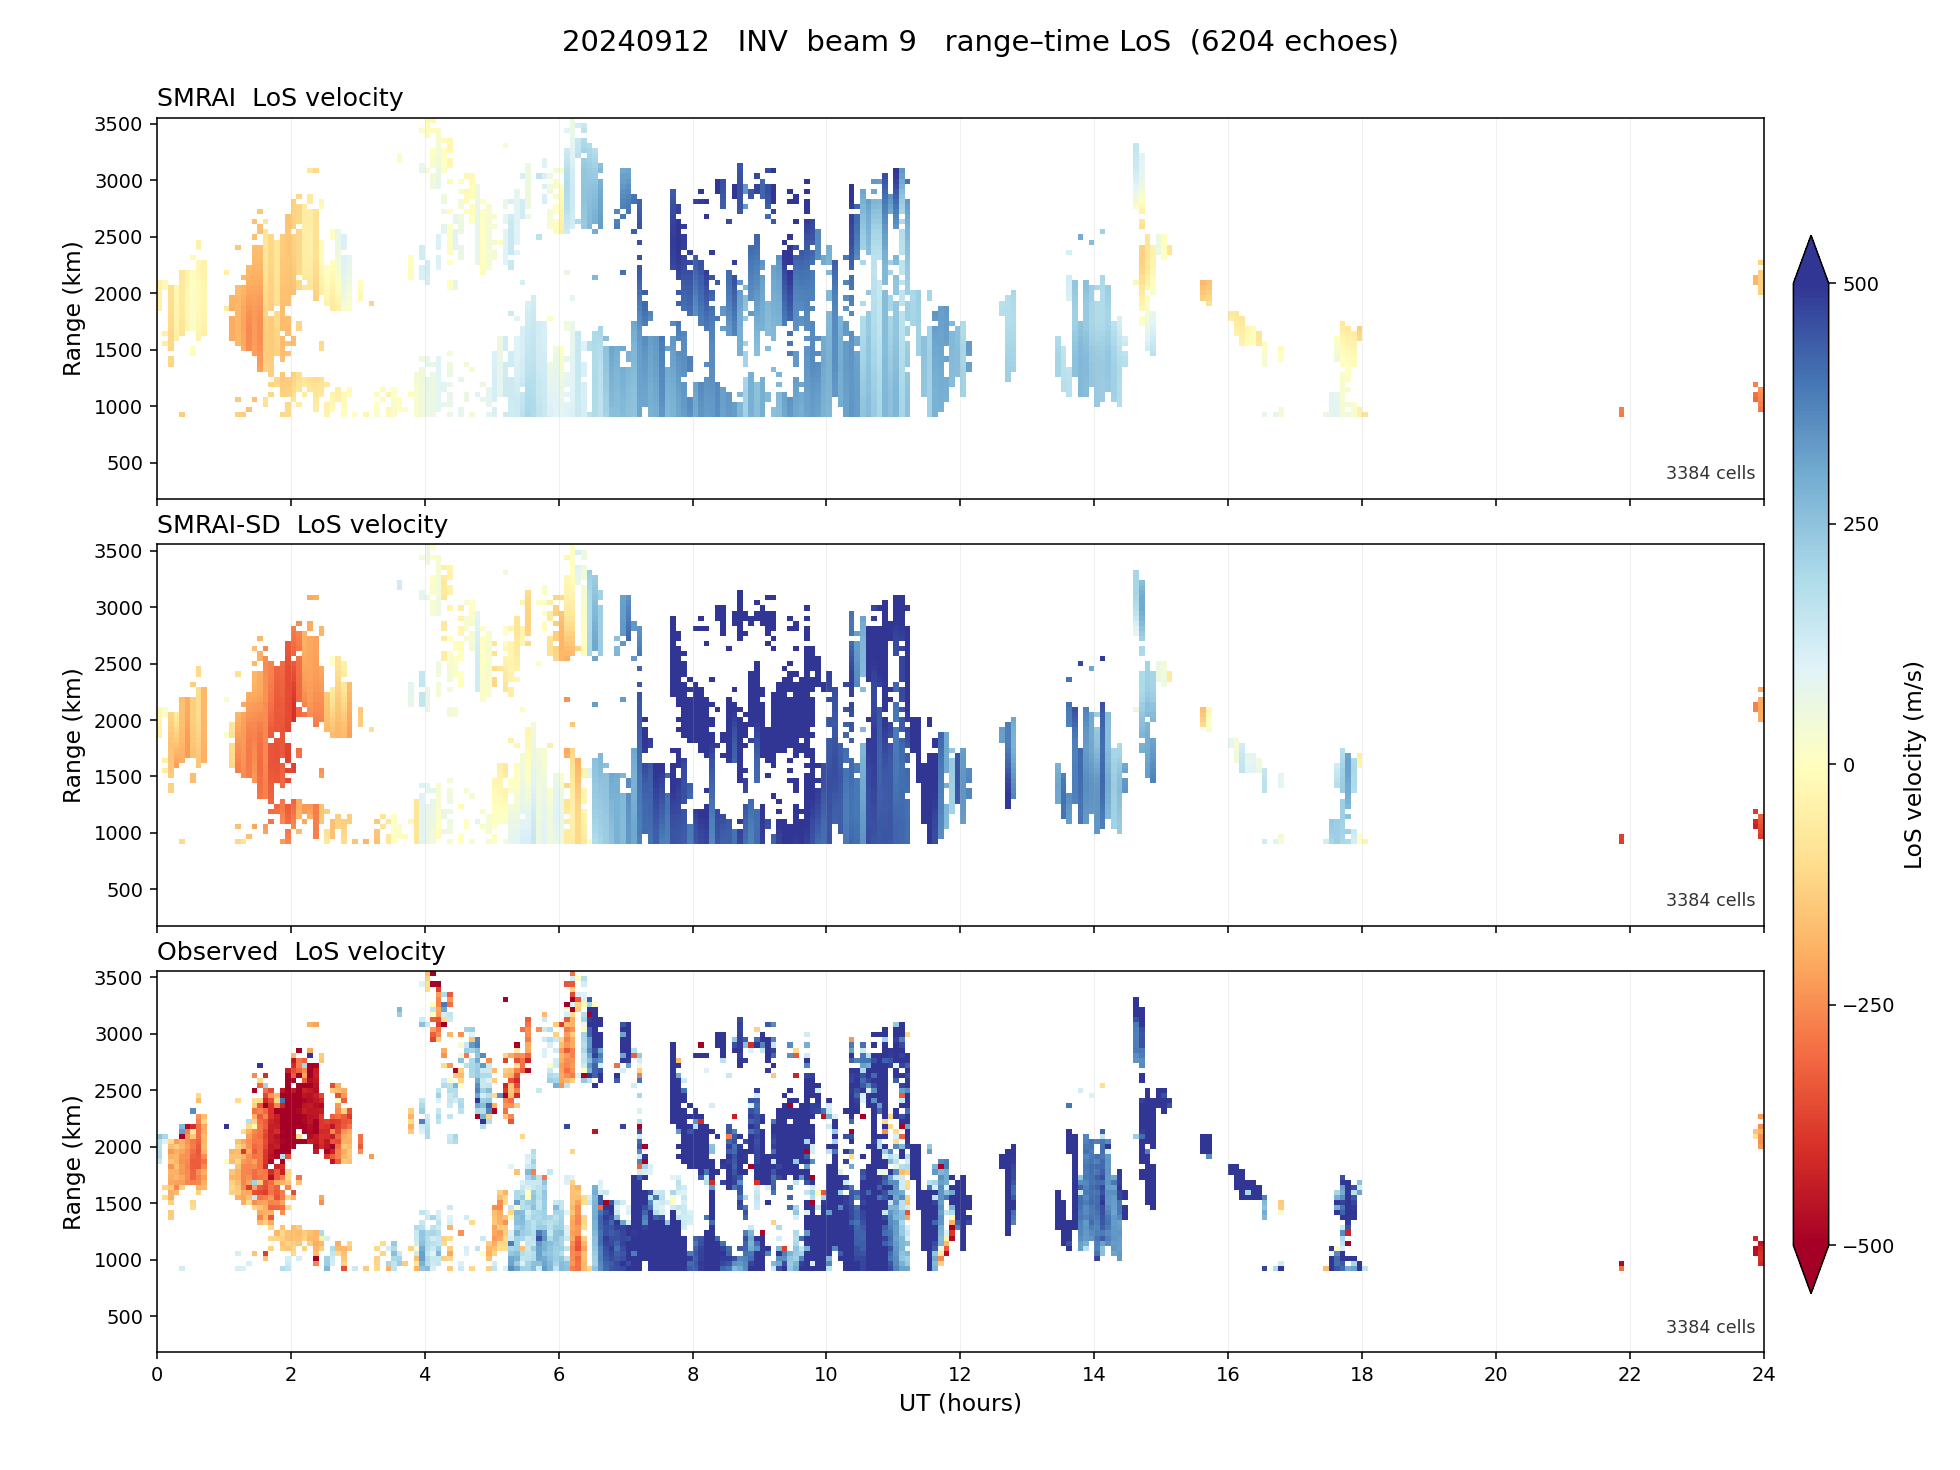 20240912   INV  beam 9   range–time LoS  (6204 echoes)
SMRAI  LoS velocity
3500
3000
2500
2000
1500
1000
500
Range (km)
3384 cells
SMRAI-SD  LoS velocity
3500
3000
2500
2000
1500
1000
500
Range (km)
3384 cells
Observed  LoS velocity
3500
3000
2500
2000
1500
1000
500
Range (km)
3384 cells
0 2 4 6 8 10 12 14 16 18 20 22 24
UT (hours)
500
250
0
−250
−500
LoS velocity (m/s)